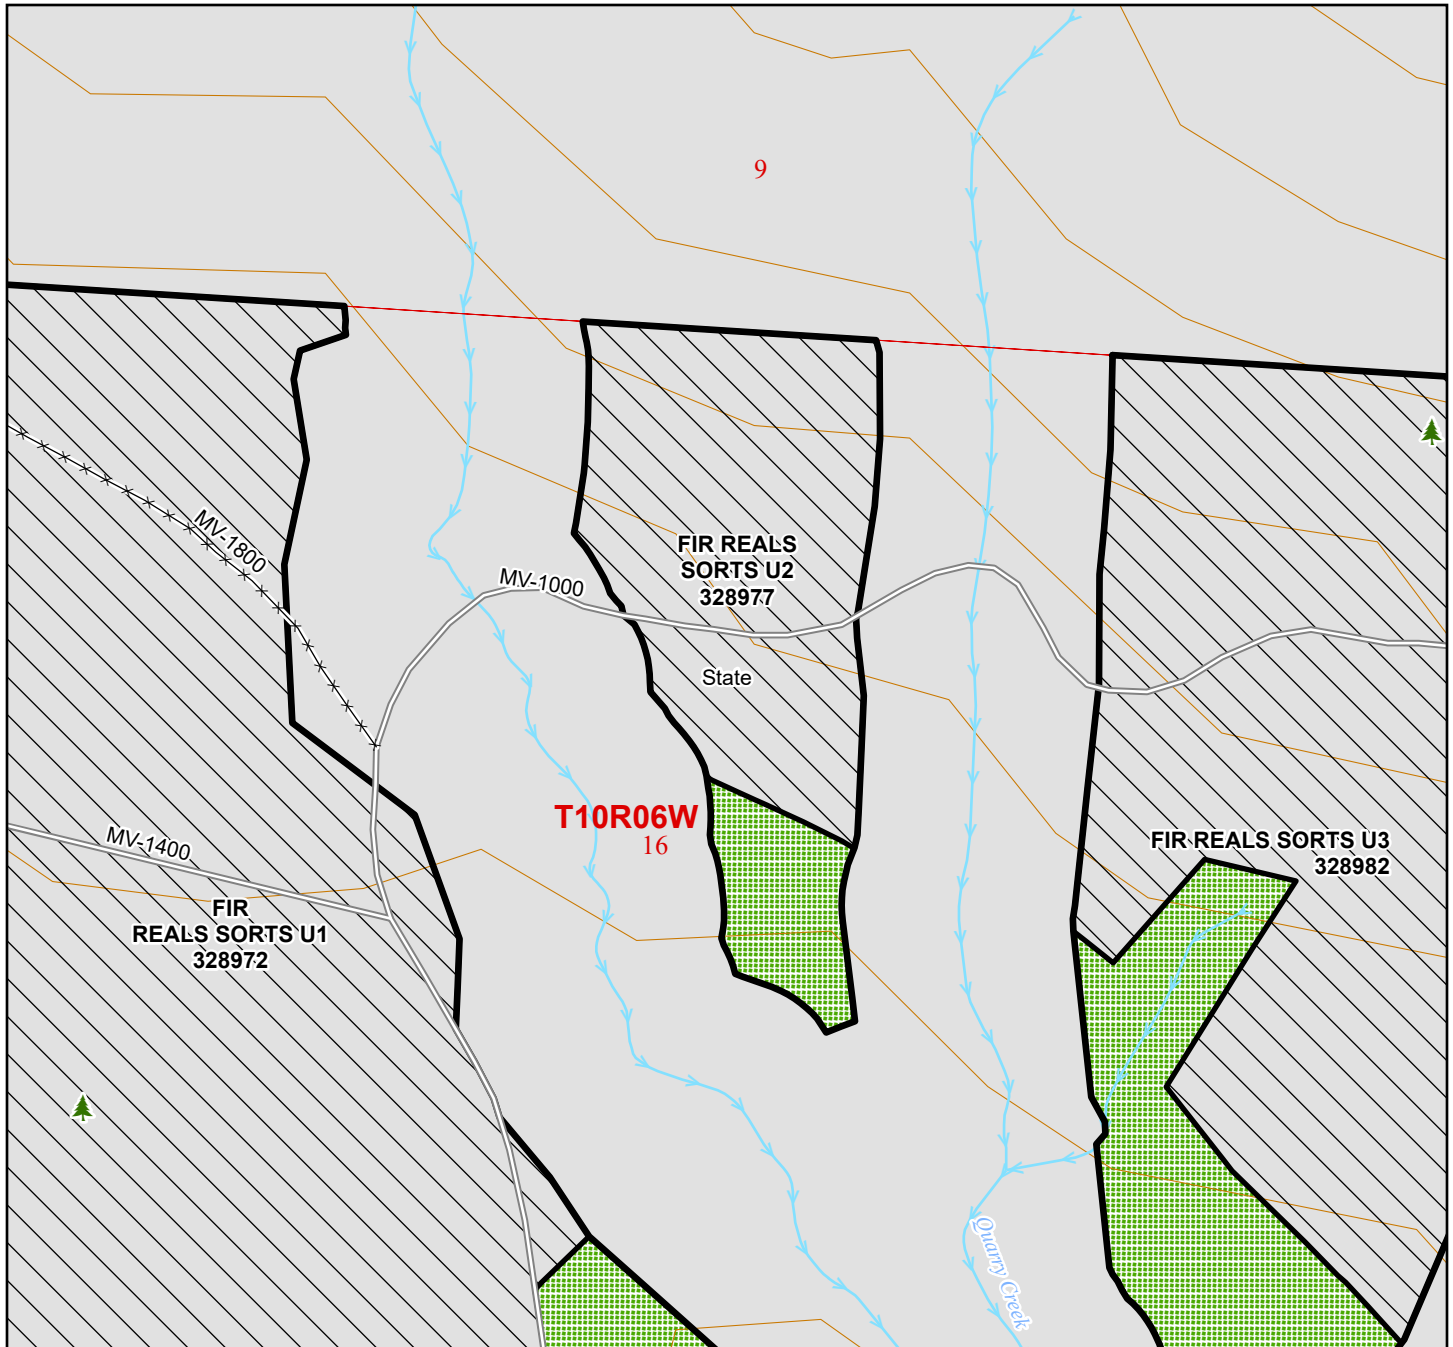 9
MV-1800
MV-1000
FIR REALS
SORTS U2
328977
State
T10R06W
16
MV-1400
FIR REALS SORTS U3
328982
FIR
REALS SORTS U1
328972
Quarry Creek